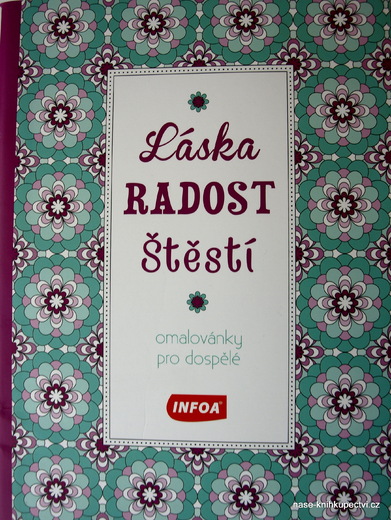 Láska
RADOST
Štěstí
omalovánky
pro dospělé
INFOA®
nase-knihkupectvi.cz